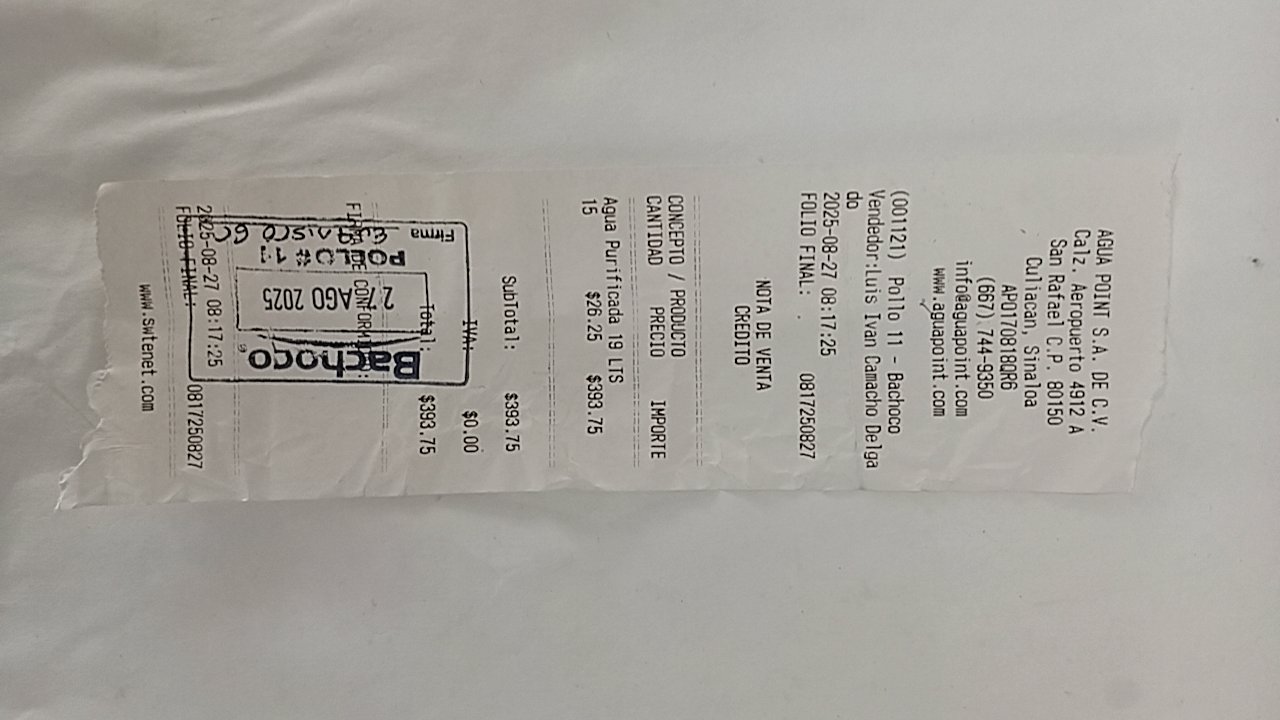 AGUA POINT S.A. DE C.V.
Calz. Aeropuerto 4912 A
San Rafael C.P. 80150
Culiacan, Sinaloa
APO170818QR6
(667) 744-9350
info@aguapoint.com
www.aguapoint.com
(001121) Pollo 11 - Bachoco
Vendedor:Luis Ivan Camacho Delga
do
2025-08-27 08:17:25
FOLIO FINAL: 0817250827
NOTA DE VENTA
CREDITO
CONCEPTO / PRODUCTO
CANTIDAD PRECIO IMPORTE
Agua Purificada 19 LTS
15 $26.25 $393.75
SubTotal: $393.75
IVA: $0.00
Total: $393.75
FIRMA DE CONFORMIDAD:
2025-08-27 08:17:25
FOLIO FINAL: 0817250827
www.swtenet.com
Bachoco
27 AGO 2025
POLLO # 11
Firma